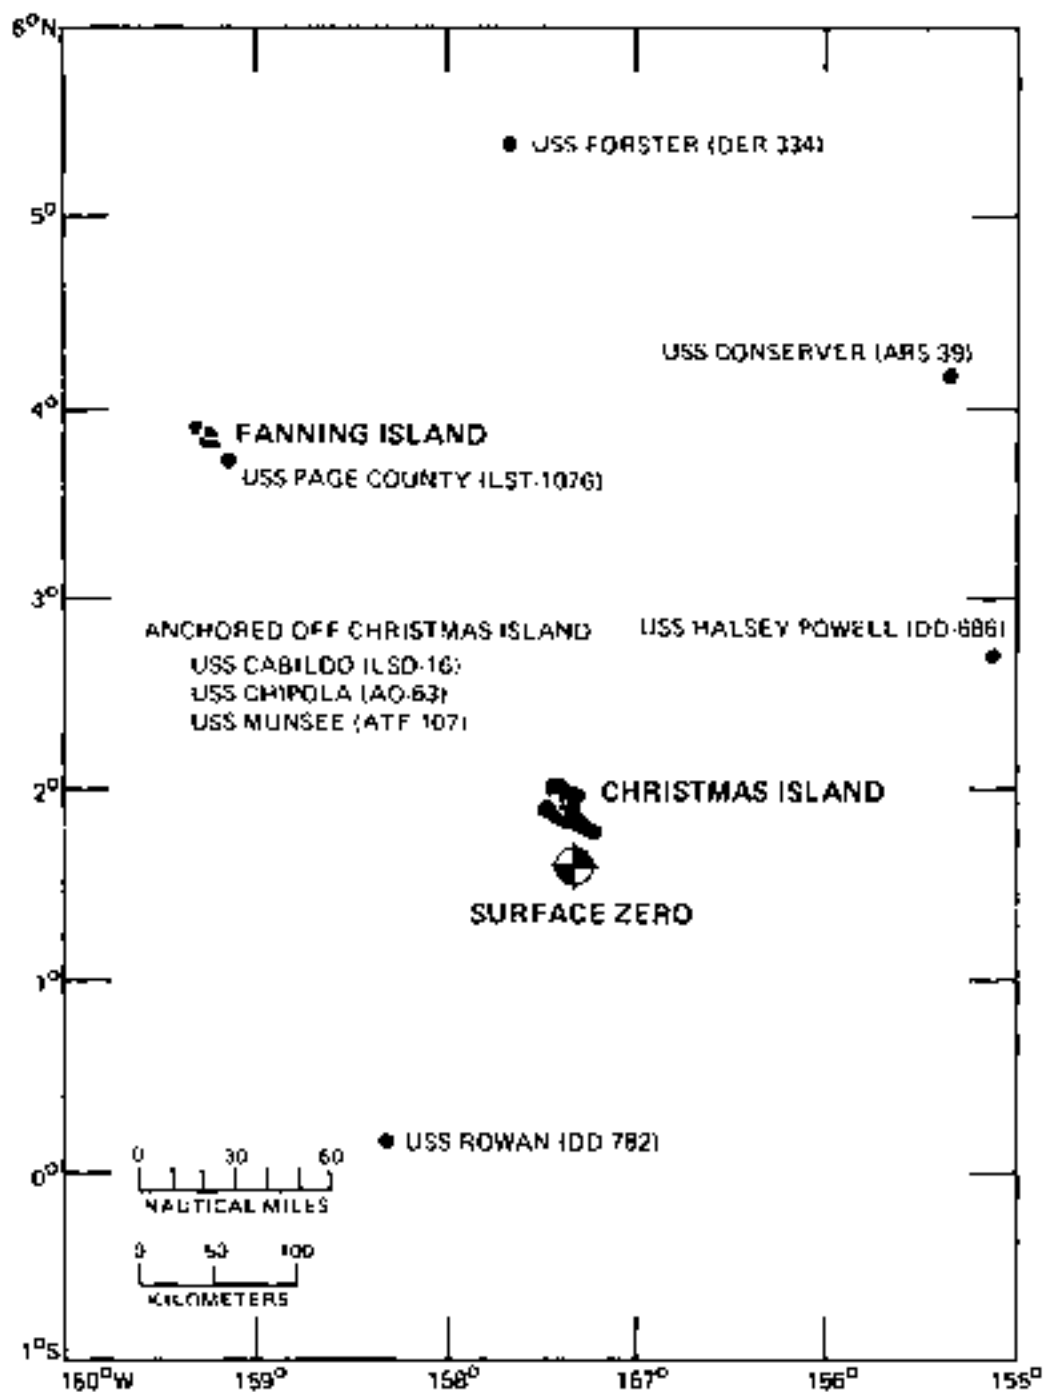 6°N
USS FORSTER (DER 334)
5°
USS CONSERVER (ARS 39)
4°
FANNING ISLAND
USS PAGE COUNTY (LST-1076)
3°
ANCHORED OFF CHRISTMAS ISLAND
USS HALSEY POWELL (DD-686)
USS CABILDO (LSD-16)
USS CHIPOLA (AO-63)
USS MUNSEE (ATF 107)
2°
CHRISTMAS ISLAND
SURFACE ZERO
1°
USS ROWAN (DD 782)
0 30 60
0°
NAUTICAL MILES
0 50 100
KILOMETERS
1°S
160°W 159° 158° 157° 156° 155°